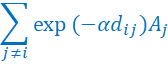 ∑_{j≠i} exp (−αd_{ij})A_j